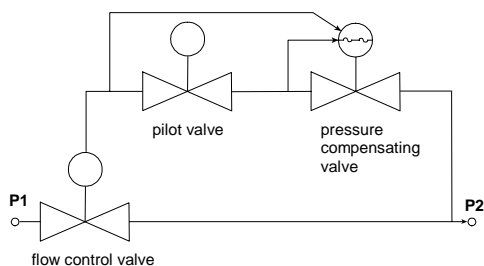 pilot valve
pressure
compensating
valve
P1
P2
flow control valve